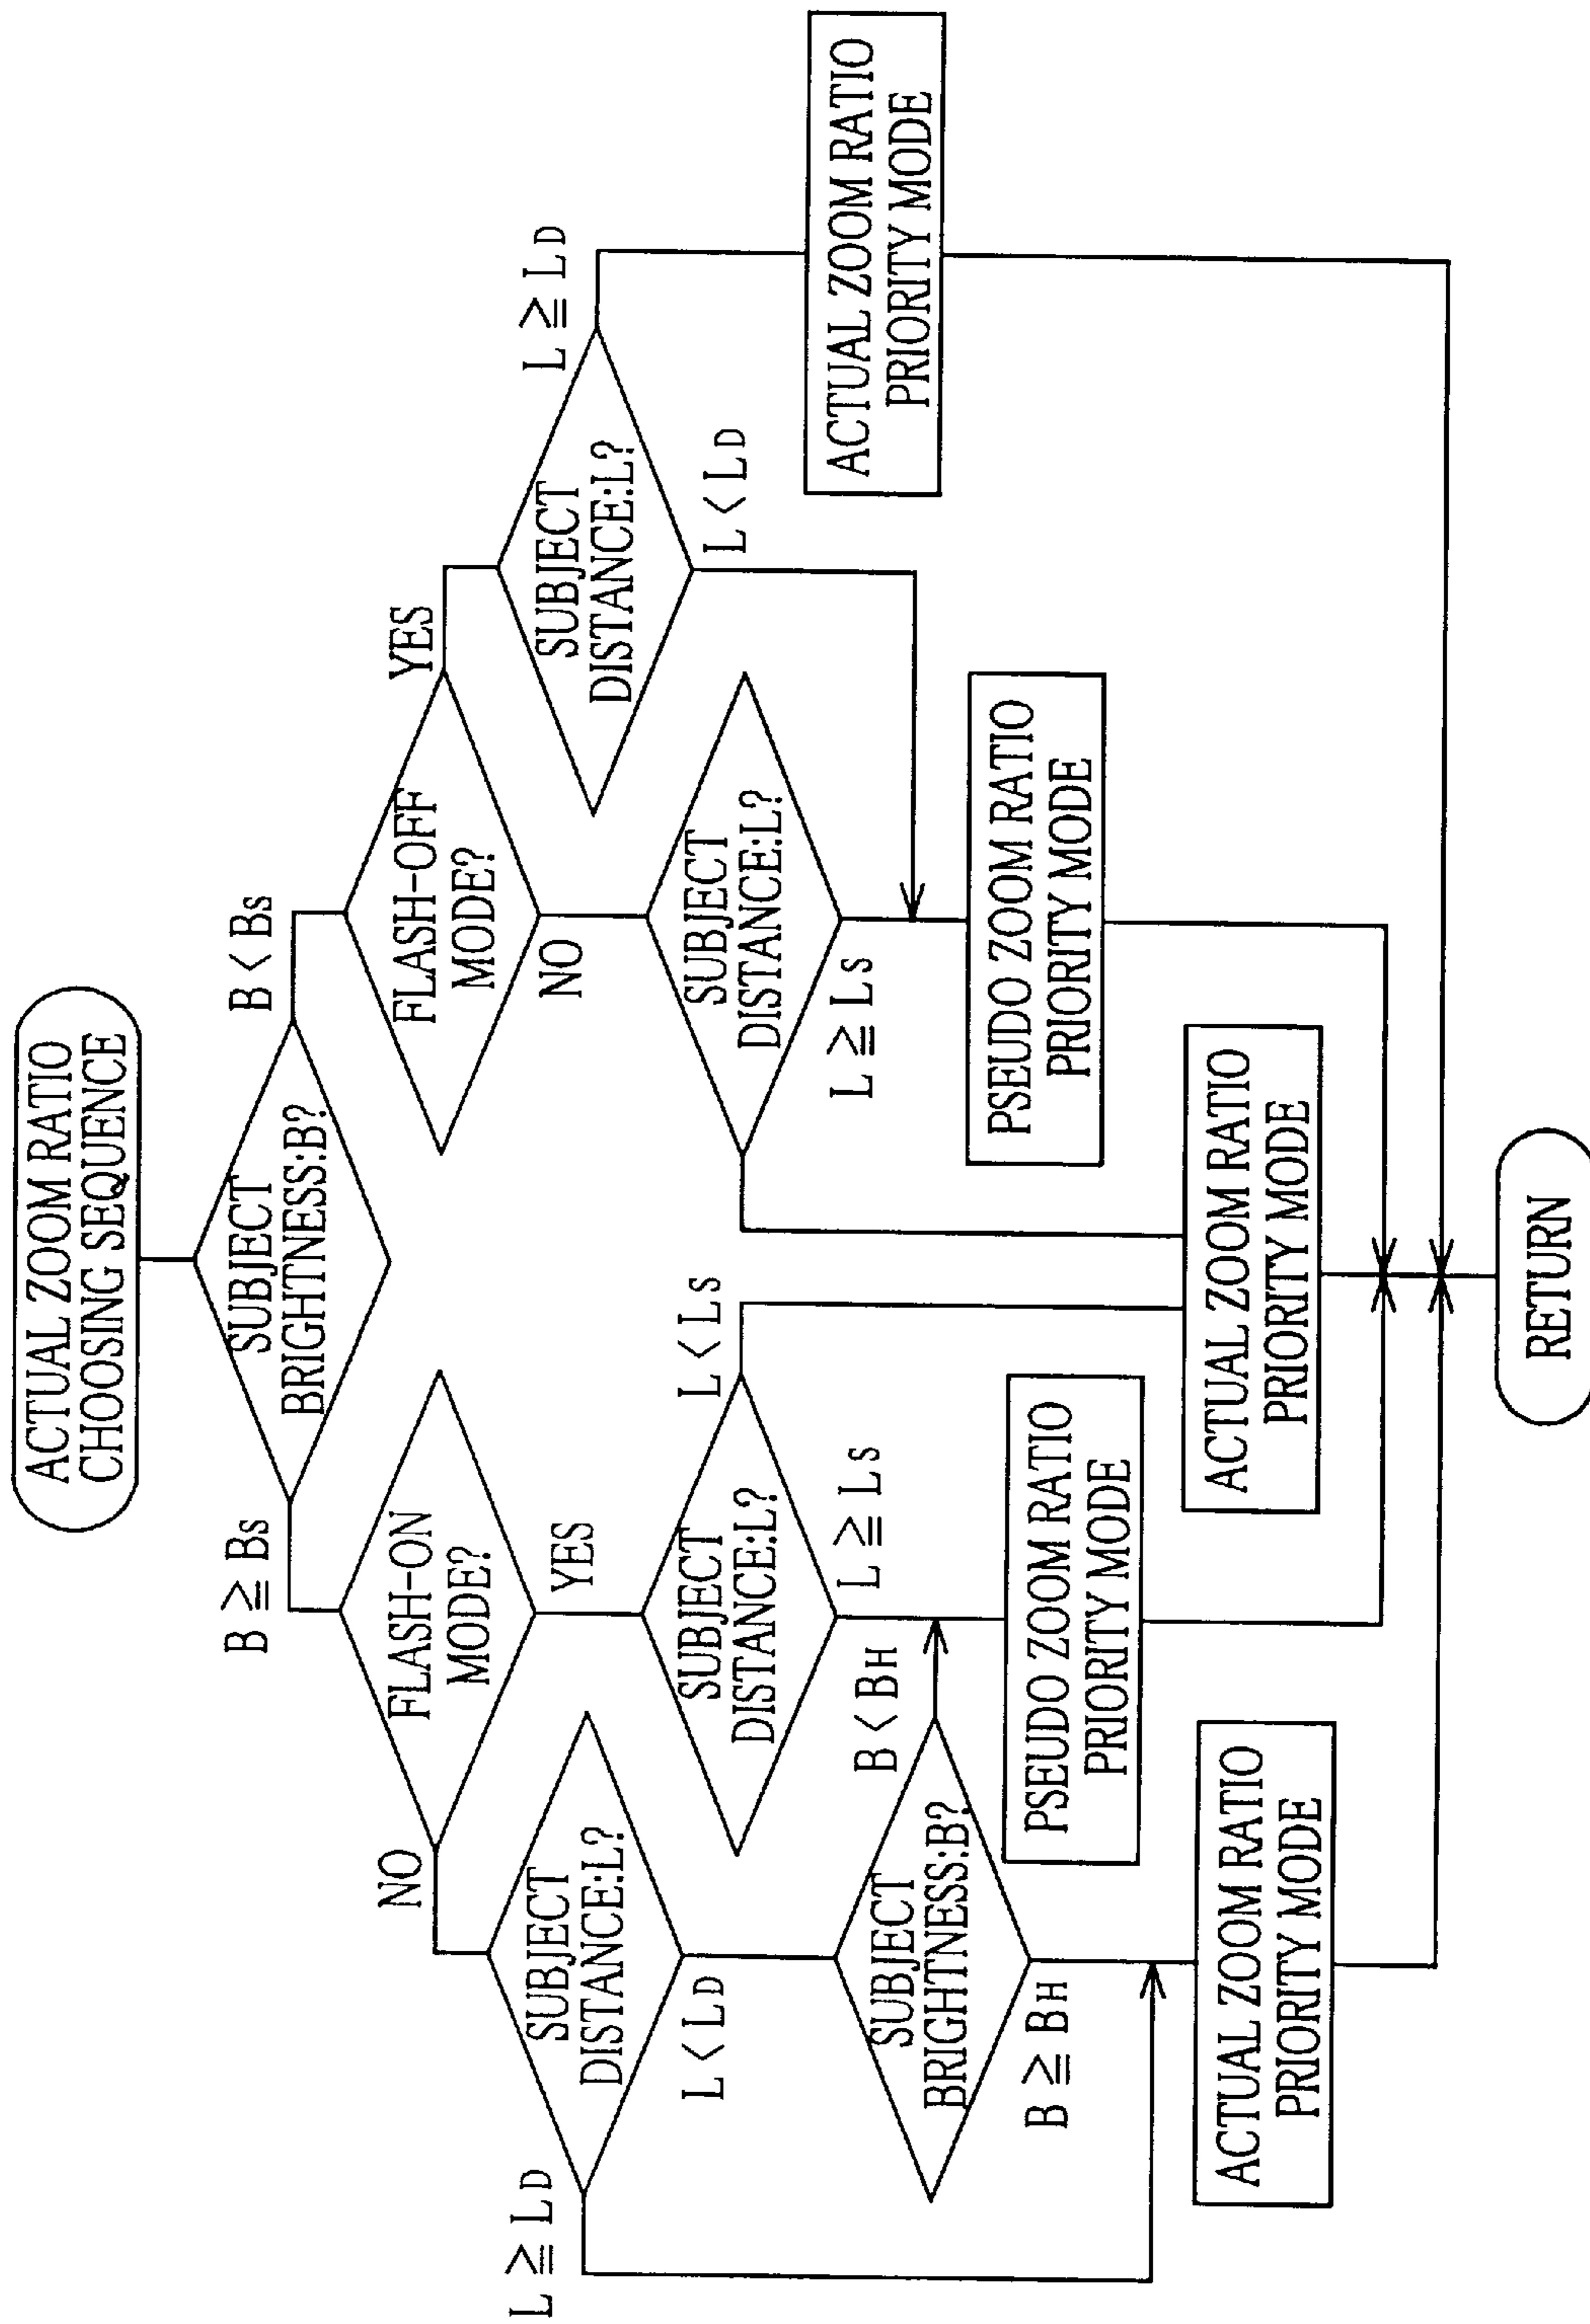 ACTUAL ZOOM RATIO
CHOOSING SEQUENCE
SUBJECT
BRIGHTNESS:B?
B ≧ BS
B < BS
FLASH-ON
MODE?
FLASH-OFF
MODE?
NO
YES
NO
YES
L ≧ LD
SUBJECT
DISTANCE:L?
L < LD
SUBJECT
DISTANCE:L?
L < LS
L ≧ LS
SUBJECT
DISTANCE:L?
L ≧ LS
SUBJECT
DISTANCE:L?
L ≧ LD
L < LD
SUBJECT
BRIGHTNESS:B?
B < BH
B ≧ BH
PSEUDO ZOOM RATIO
PRIORITY MODE
PSEUDO ZOOM RATIO
PRIORITY MODE
ACTUAL ZOOM RATIO
PRIORITY MODE
ACTUAL ZOOM RATIO
PRIORITY MODE
ACTUAL ZOOM RATIO
PRIORITY MODE
RETURN